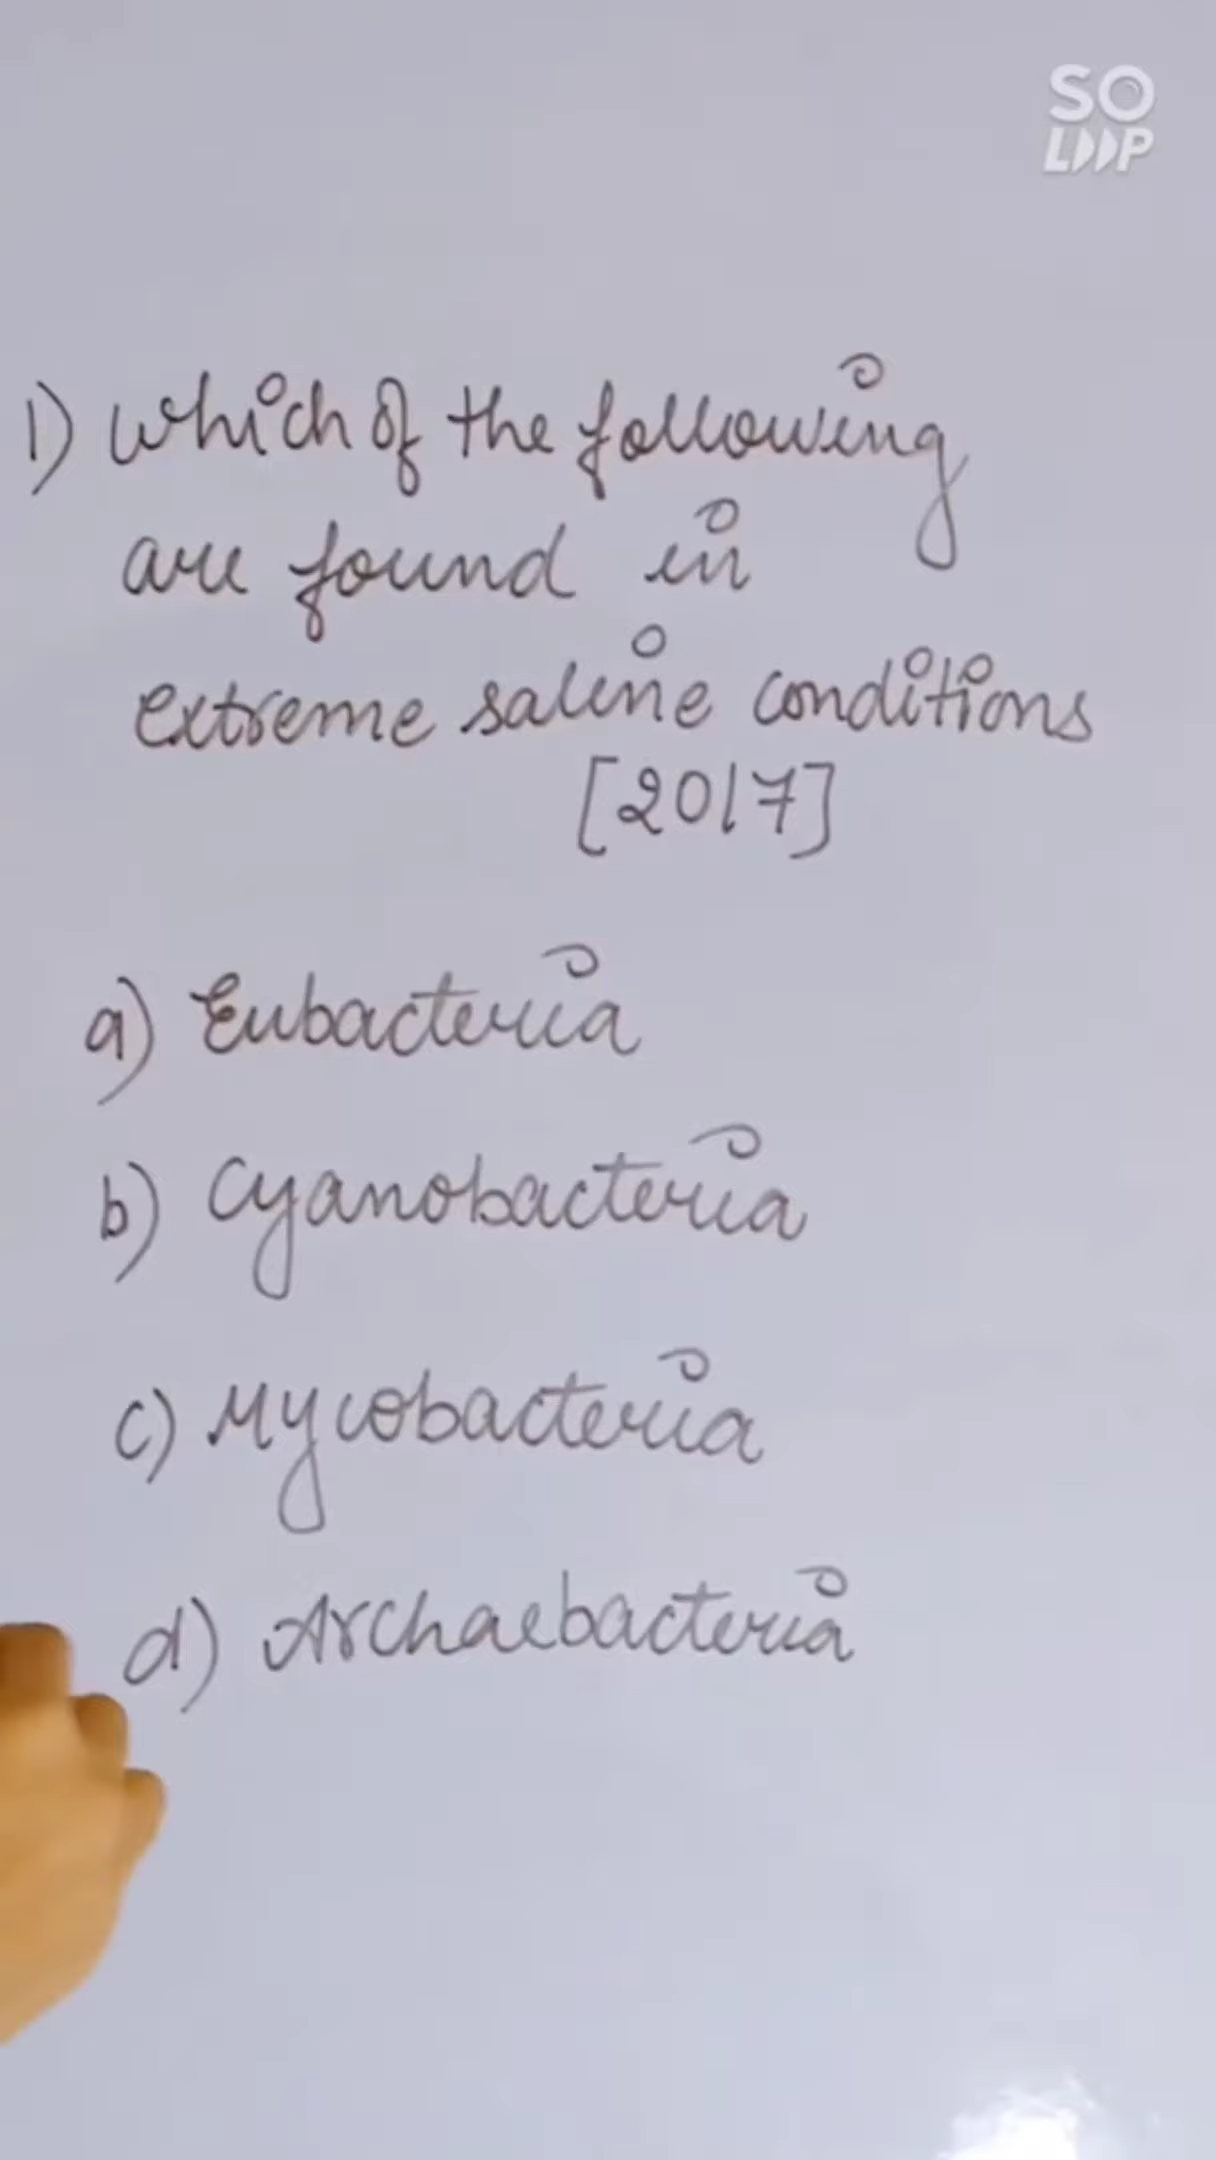 SO
LOOP
1) Which of the following
are found in
extreme saline conditions
[2017]
a) Eubacteria
b) Cyanobacteria
c) Mycobacteria
d) Archaebacteria